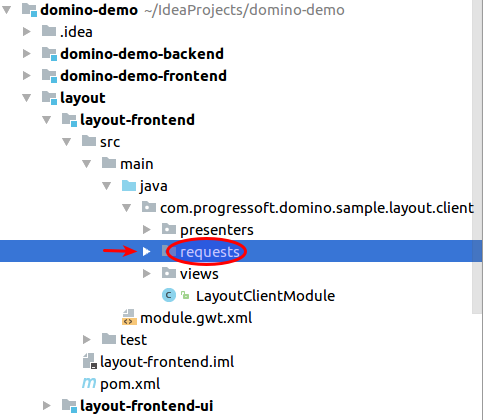 domino-demo ~/IdeaProjects/domino-demo
.idea
domino-demo-backend
domino-demo-frontend
layout
layout-frontend
src
main
java
com.progressoft.domino.sample.layout.client
presenters
requests
views
C LayoutClientModule
module.gwt.xml
test
layout-frontend.iml
m pom.xml
layout-frontend-ui